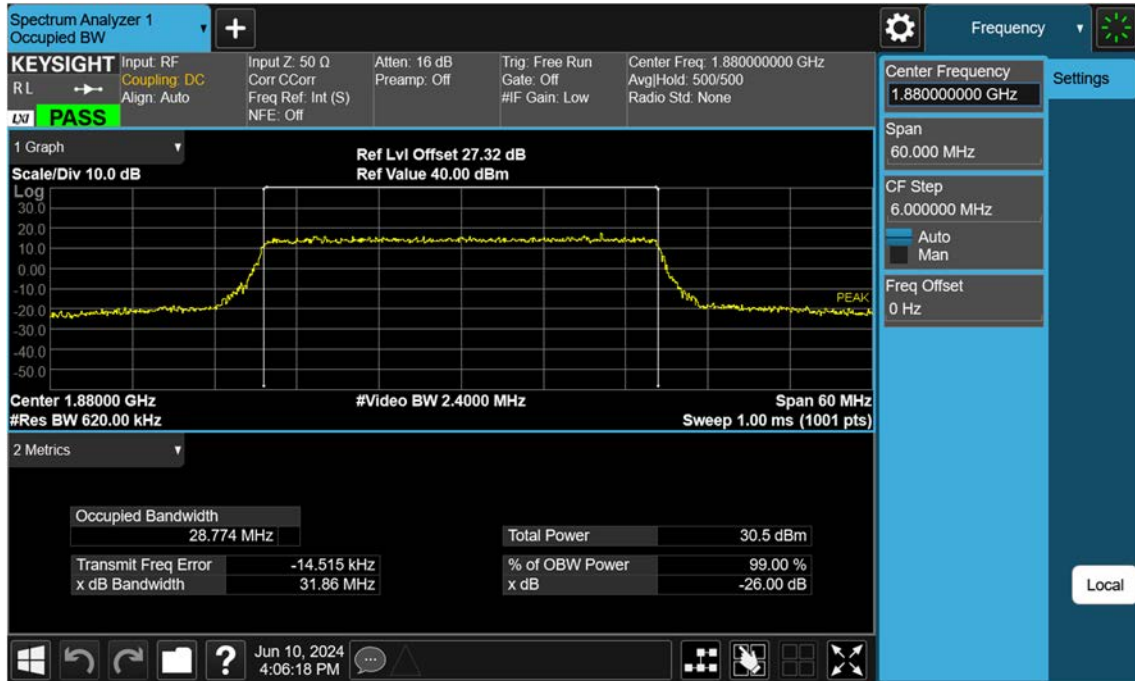 Spectrum Analyzer 1
Occupied BW
+
Frequency
KEYSIGHT
R L
LXI
PASS
Input: RF
Coupling: DC
Align: Auto
Input Z: 50 Ω
Corr CCorr
Freq Ref: Int (S)
NFE: Off
Atten: 16 dB
Preamp: Off
Trig: Free Run
Gate: Off
#IF Gain: Low
Center Freq: 1.880000000 GHz
Avg|Hold: 500/500
Radio Std: None
Center Frequency
1.880000000 GHz
Settings
Span
60.000 MHz
CF Step
6.000000 MHz
Auto
Man
Freq Offset
0 Hz
Local
1 Graph
Scale/Div 10.0 dB
Ref Lvl Offset 27.32 dB
Ref Value 40.00 dBm
Log
30.0
20.0
10.0
0.00
-10.0
-20.0
-30.0
-40.0
-50.0
PEAK
Center 1.88000 GHz
#Video BW 2.4000 MHz
Span 60 MHz
#Res BW 620.00 kHz
Sweep 1.00 ms (1001 pts)
2 Metrics
Occupied Bandwidth
28.774 MHz
Total Power 30.5 dBm
Transmit Freq Error -14.515 kHz
% of OBW Power 99.00 %
x dB Bandwidth 31.86 MHz
x dB -26.00 dB
?
Jun 10, 2024
4:06:18 PM